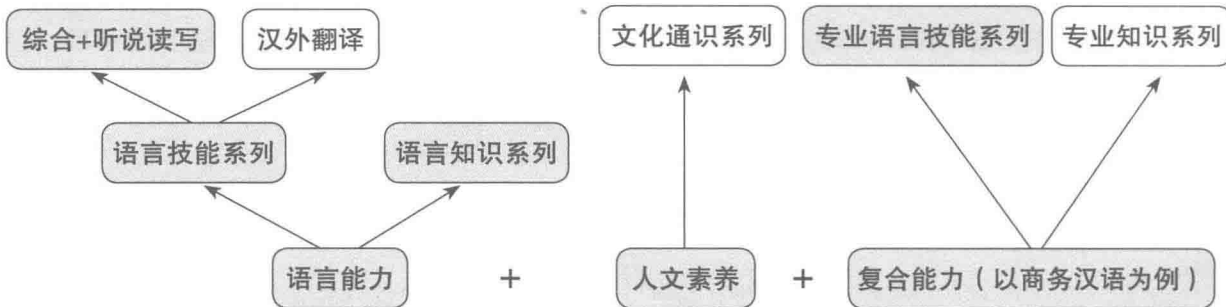 综合+听说读写
汉外翻译
文化通识系列
专业语言技能系列
专业知识系列
语言技能系列
语言知识系列
语言能力
+
人文素养
+
复合能力（以商务汉语为例）